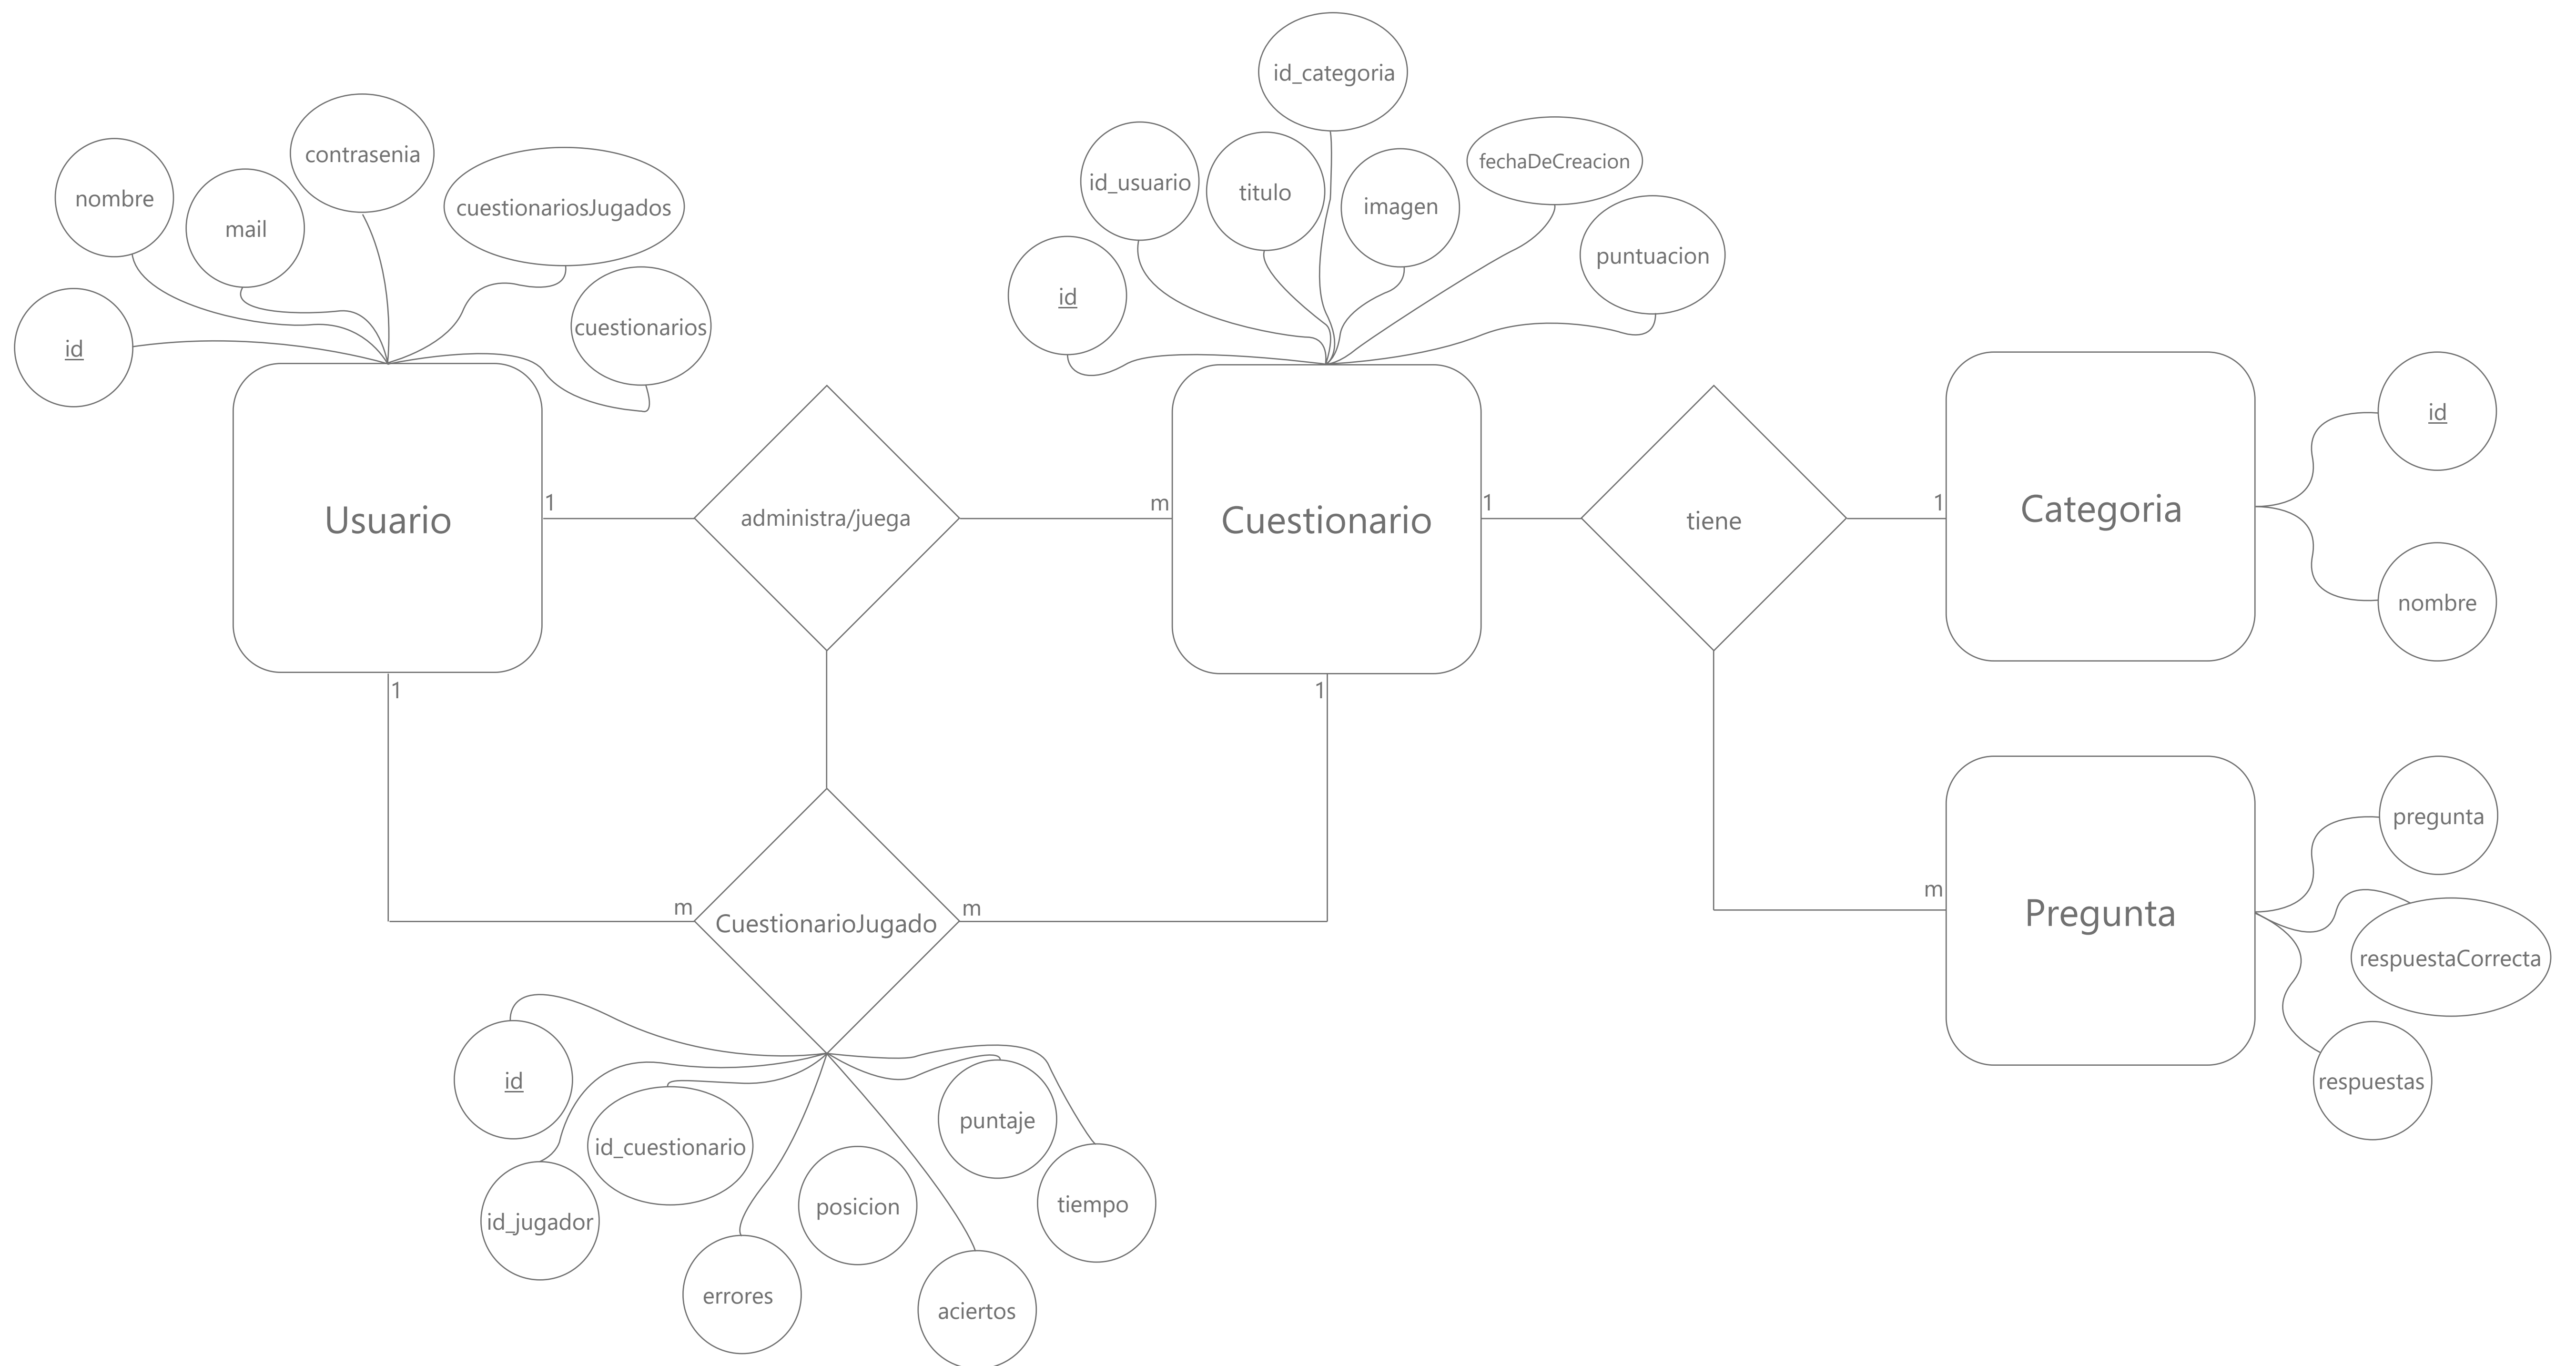 id_categoria
contrasenia
fechaDeCreacion
id_usuario
titulo
nombre
imagen
cuestionariosJugados
mail
puntuacion
id
cuestionarios
id
id
Usuario
1
administra/juega
m
Cuestionario
1
tiene
1
Categoria
id
nombre
1
1
pregunta
m
Pregunta
m
CuestionarioJugado
m
respuestaCorrecta
id
respuestas
puntaje
id_cuestionario
tiempo
posicion
id_jugador
errores
aciertos